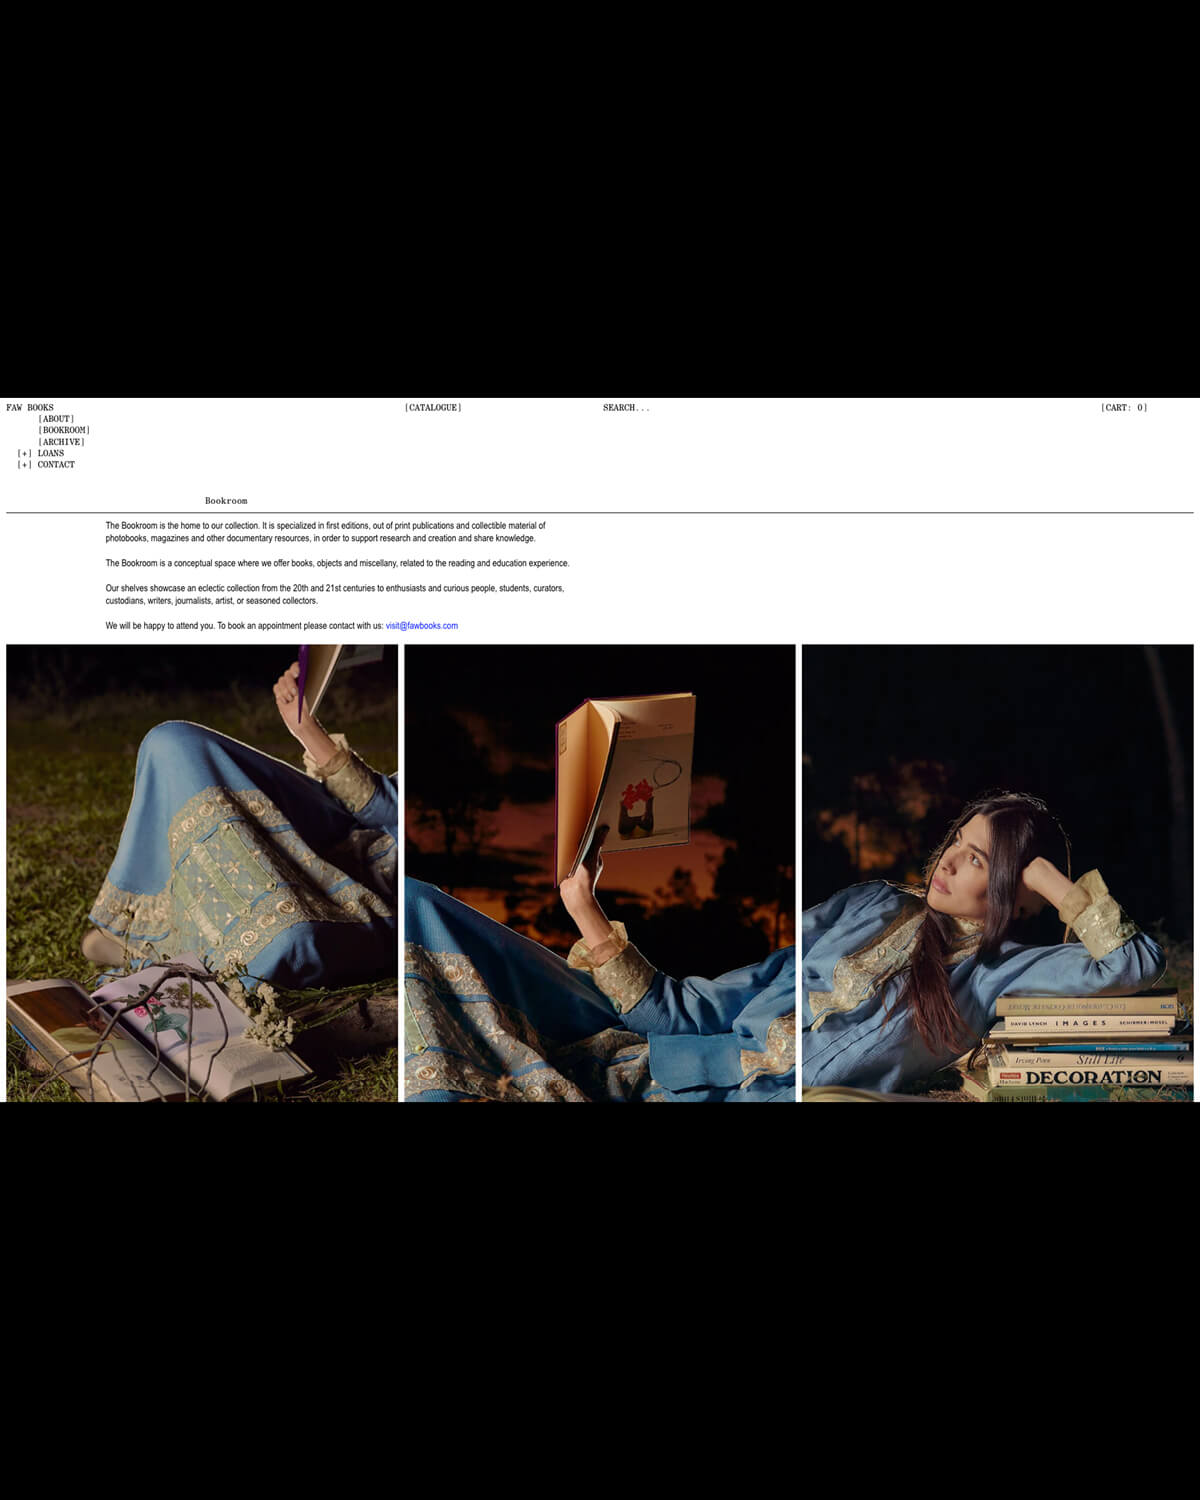 FAW BOOKS
[CATALOGUE]
SEARCH...
[CART: 0]
[ABOUT]
[BOOKROOM]
[ARCHIVE]
[+] LOANS
[+] CONTACT
Bookroom
The Bookroom is the home to our collection. It is specialized in first editions, out of print publications and collectible material of
photobooks, magazines and other documentary resources, in order to support research and creation and share knowledge.
The Bookroom is a conceptual space where we offer books, objects and miscellany, related to the reading and education experience.
Our shelves showcase an eclectic collection from the 20th and 21st centuries to enthusiasts and curious people, students, curators,
custodians, writers, journalists, artist, or seasoned collectors.
We will be happy to attend you. To book an appointment please contact with us: visit@fawbooks.com
DAVID LYNCH IMAGES SCHIRMER/MOSEL
Irving Penn Still Life
DECORATION